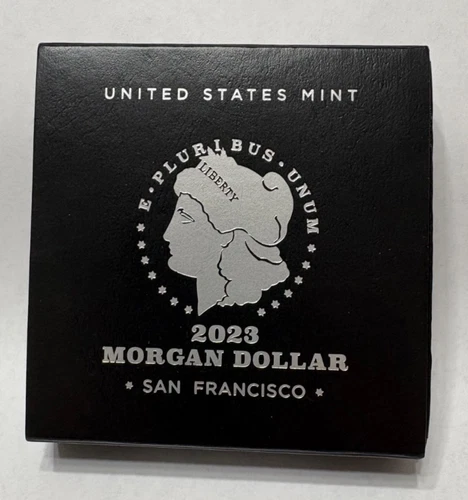 UNITED STATES MINT
E·PLURIBUS·UNUM
LIBERTY
2023
MORGAN DOLLAR
* SAN FRANCISCO *